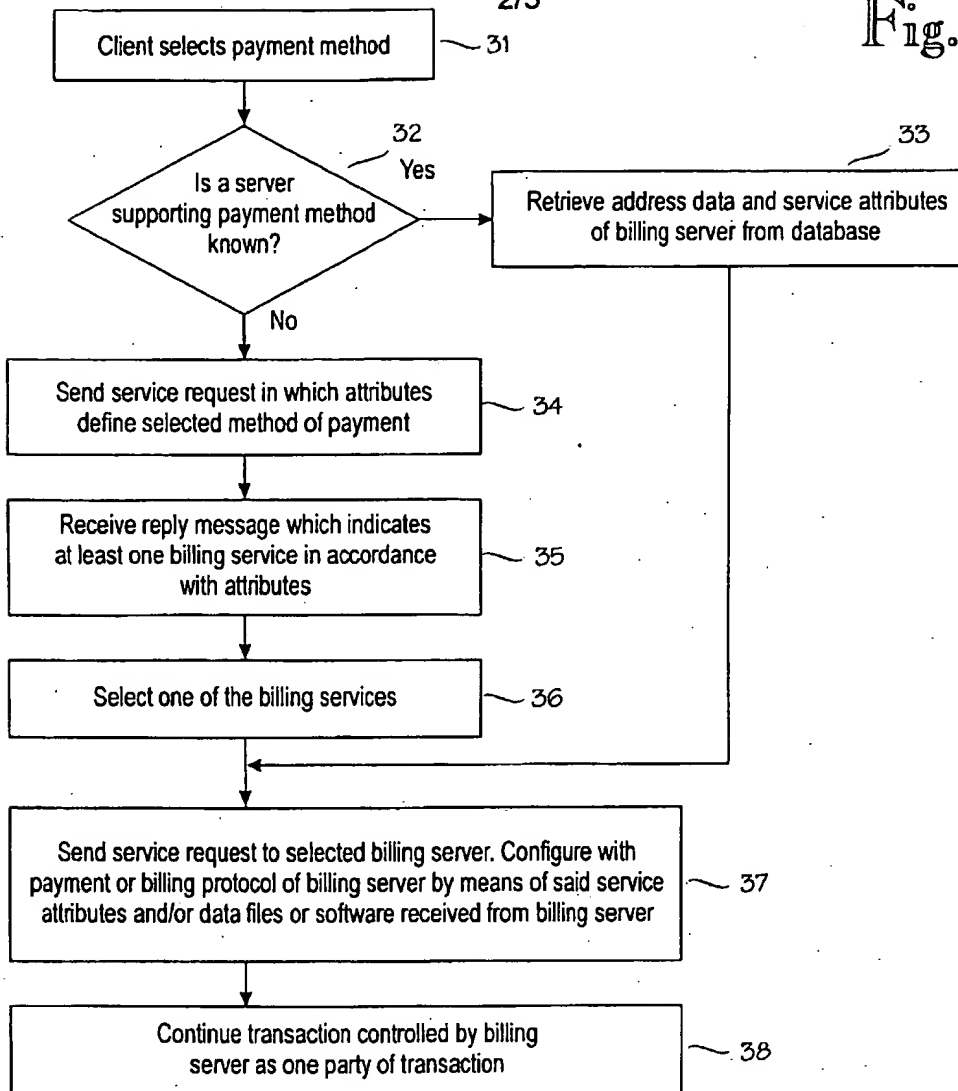 2/3
Fig.
Client selects payment method
31
32
Yes
33
Is a server
supporting payment method
known?
Retrieve address data and service attributes
of billing server from database
No
Send service request in which attributes
define selected method of payment
34
Receive reply message which indicates
at least one billing service in accordance
with attributes
35
Select one of the billing services
36
Send service request to selected billing server. Configure with
payment or billing protocol of billing server by means of said service
attributes and/or data files or software received from billing server
37
Continue transaction controlled by billing
server as one party of transaction
38